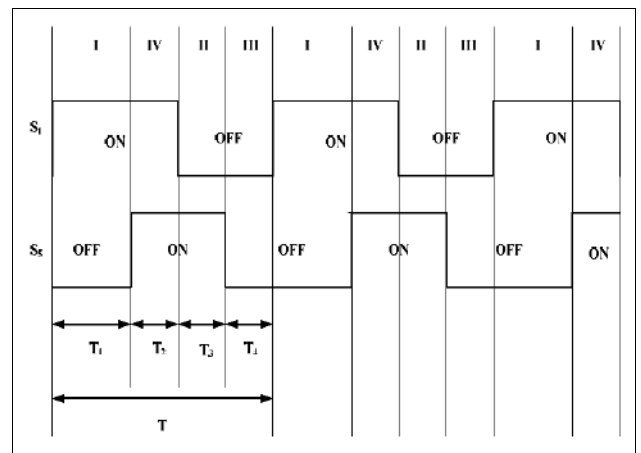 I IV II III I IV II III I IV
S₁ ON OFF ON OFF ON
S₅ OFF ON OFF ON OFF ON
T₁ T₂ T₃ T₄
T